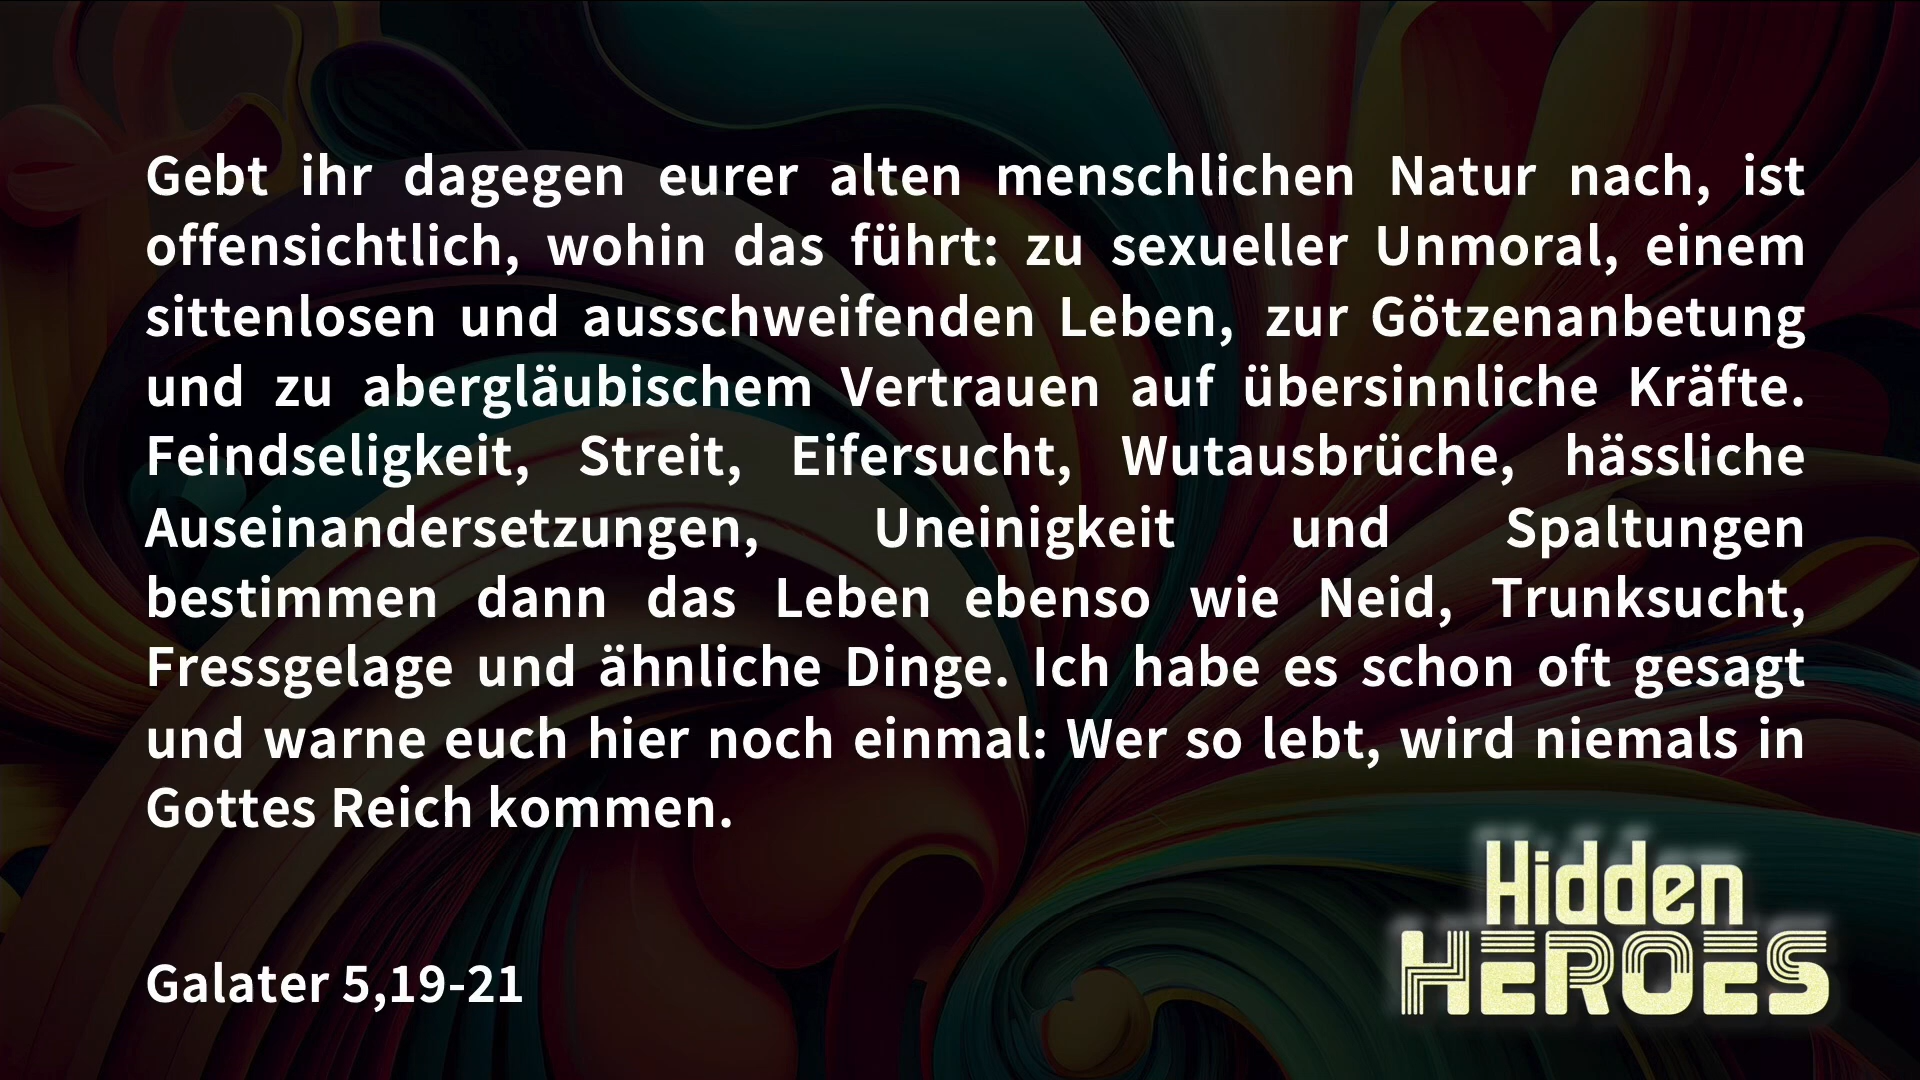 Gebt ihr dagegen eurer alten menschlichen Natur nach, ist
offensichtlich, wohin das führt: zu sexueller Unmoral, einem
sittenlosen und ausschweifenden Leben, zur Götzenanbetung
und zu abergläubischem Vertrauen auf übersinnliche Kräfte.
Feindseligkeit, Streit, Eifersucht, Wutausbrüche, hässliche
Auseinandersetzungen, Uneinigkeit und Spaltungen
bestimmen dann das Leben ebenso wie Neid, Trunksucht,
Fressgelage und ähnliche Dinge. Ich habe es schon oft gesagt
und warne euch hier noch einmal: Wer so lebt, wird niemals in
Gottes Reich kommen.
Galater 5,19-21
Hidden
HEROES